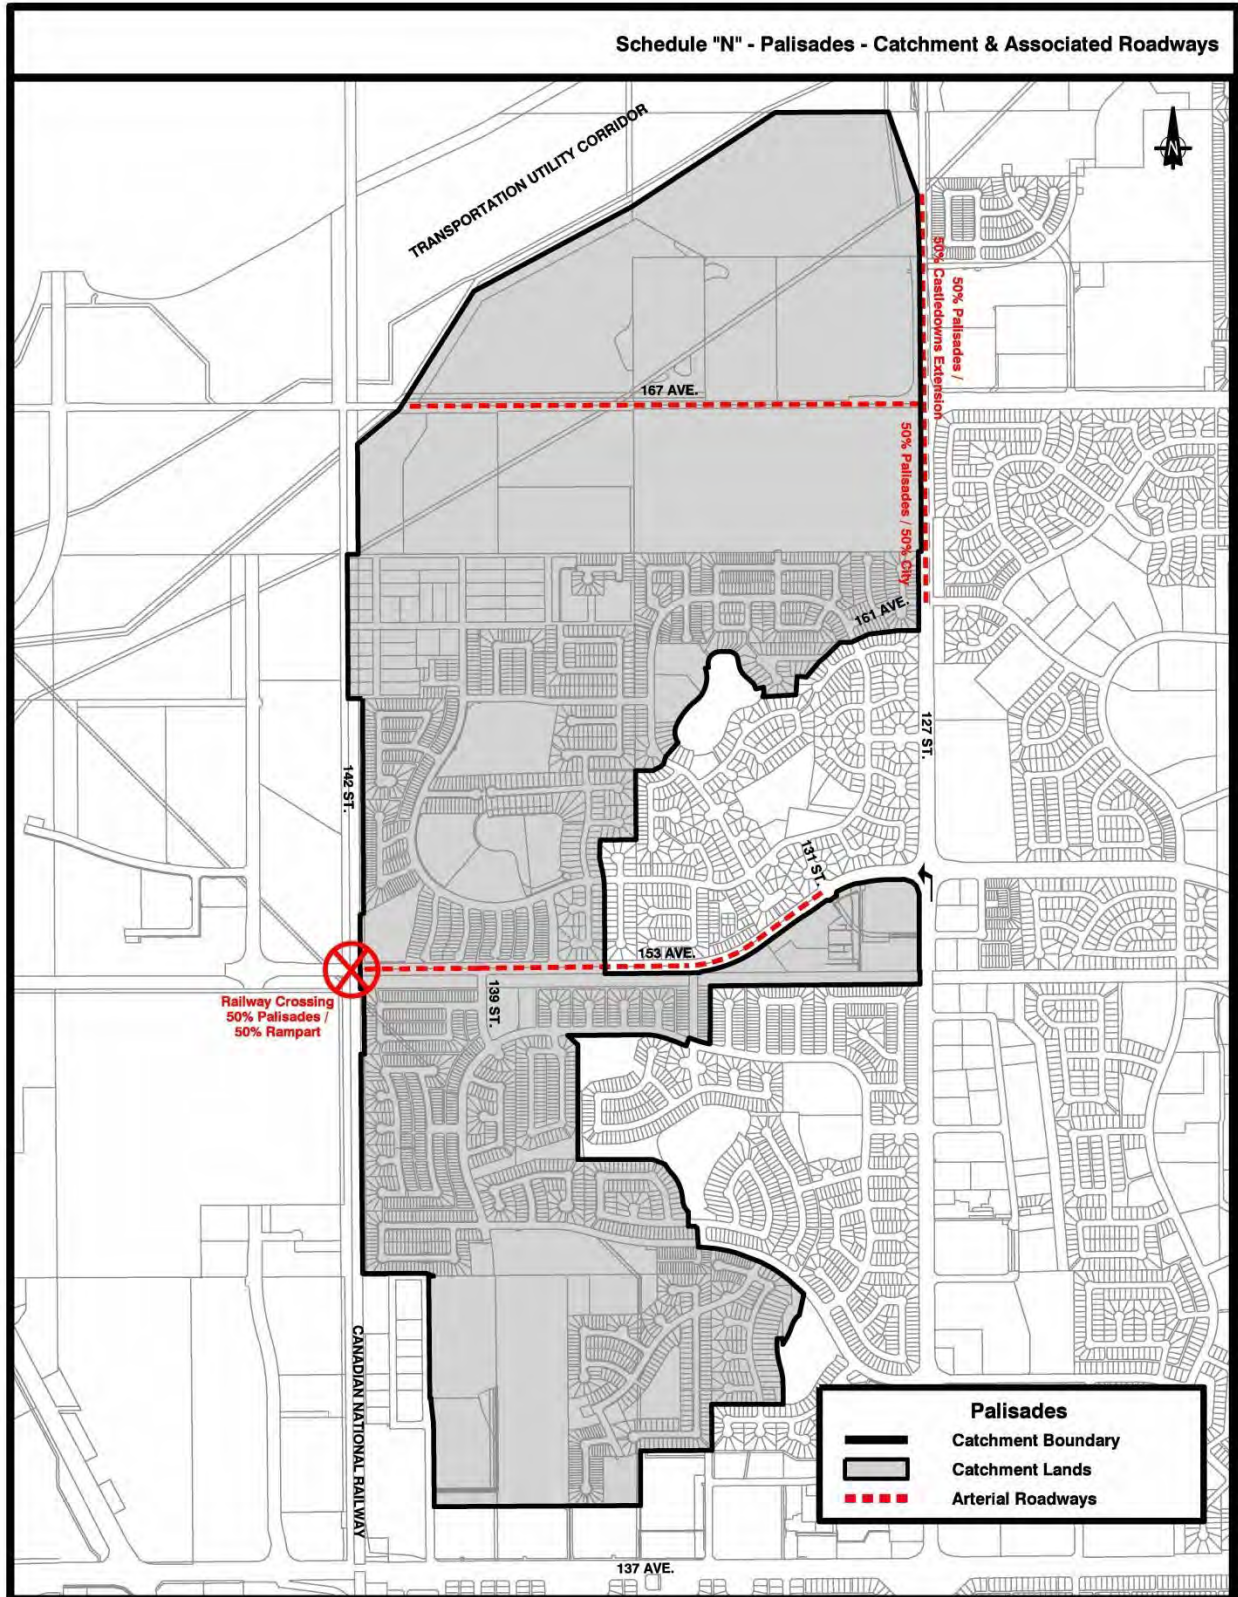 Schedule "N" - Palisades - Catchment & Associated Roadways
TRANSPORTATION UTILITY CORRIDOR
N
50% Palisades /
50% Castledowns Extension
167 AVE.
50% Palisades / 50% City
161 AVE.
127 ST.
142 ST.
131 ST.
153 AVE.
139 ST.
Railway Crossing
50% Palisades /
50% Rampart
CANADIAN NATIONAL RAILWAY
137 AVE.
Palisades
Catchment Boundary
Catchment Lands
Arterial Roadways